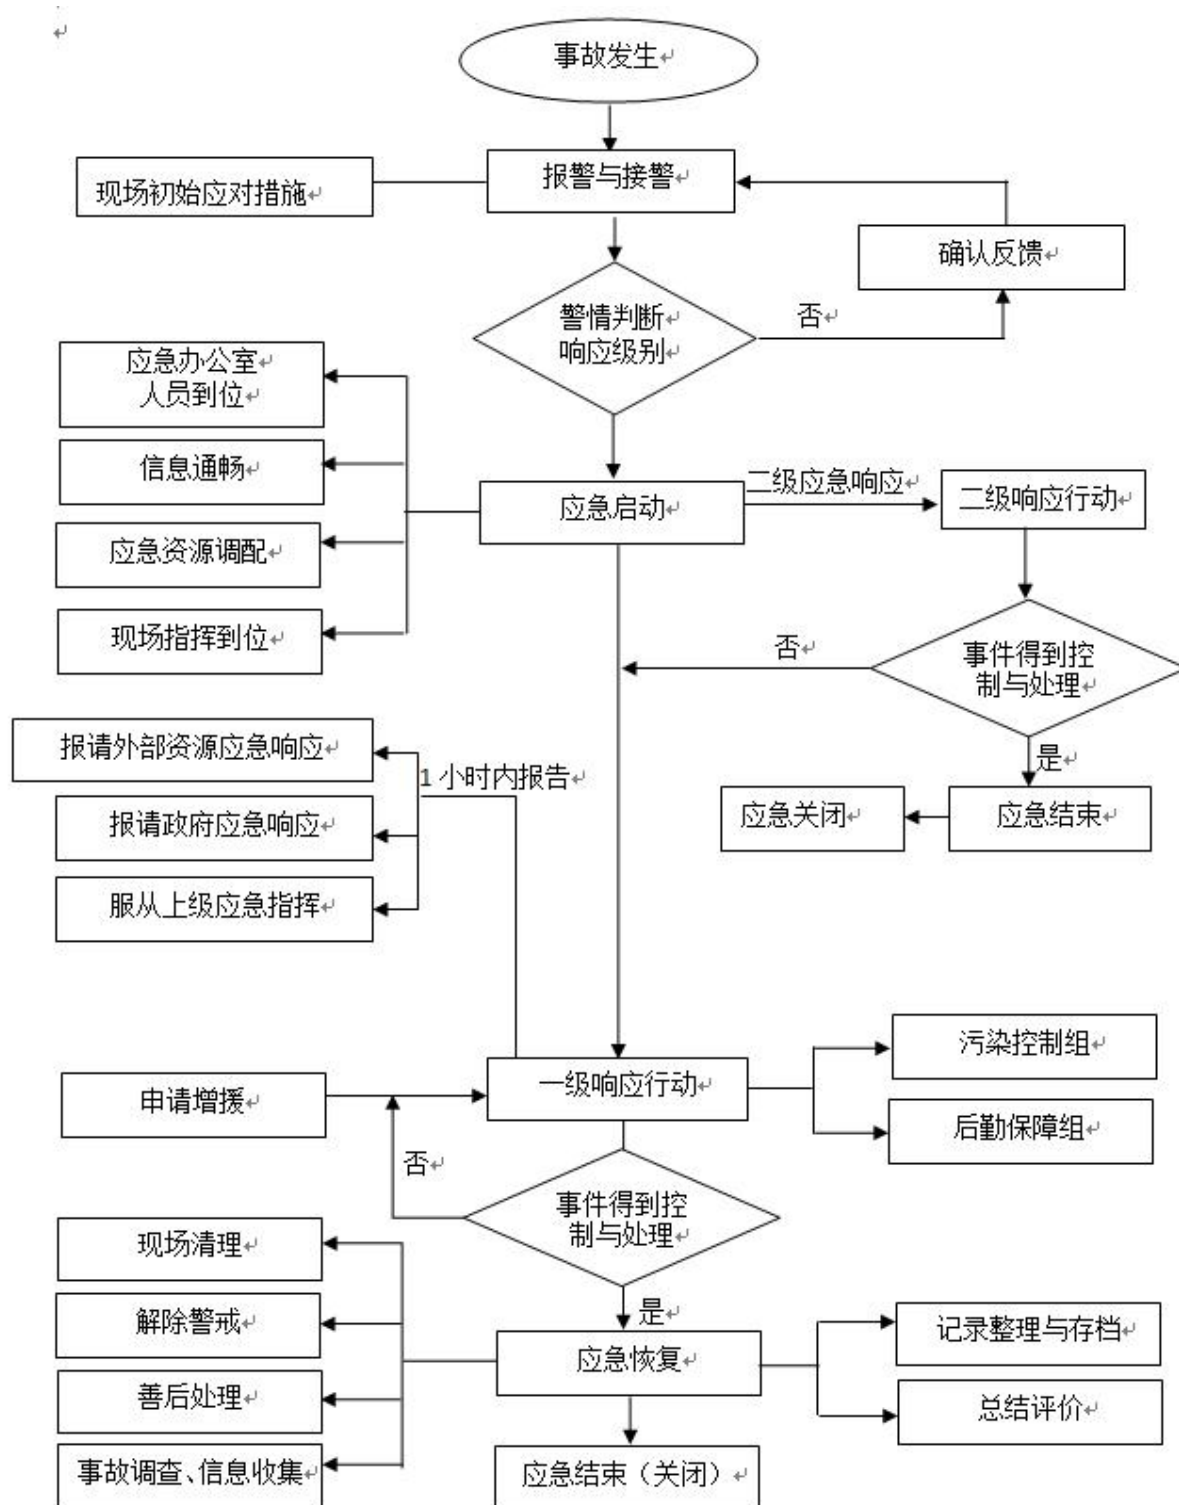 事故发生
报警与接警
现场初始应对措施
确认反馈
警情判断
响应级别
否
应急办公室
人员到位
信息通畅
应急启动
二级应急响应
二级响应行动
应急资源调配
现场指挥到位
否
事件得到控
制与处理
是
报请外部资源应急响应
1 小时内报告
报请政府应急响应
应急关闭
应急结束
服从上级应急指挥
污染控制组
一级响应行动
申请增援
后勤保障组
否
事件得到控
制与处理
是
现场清理
解除警戒
应急恢复
记录整理与存档
善后处理
总结评价
事故调查、信息收集
应急结束（关闭）